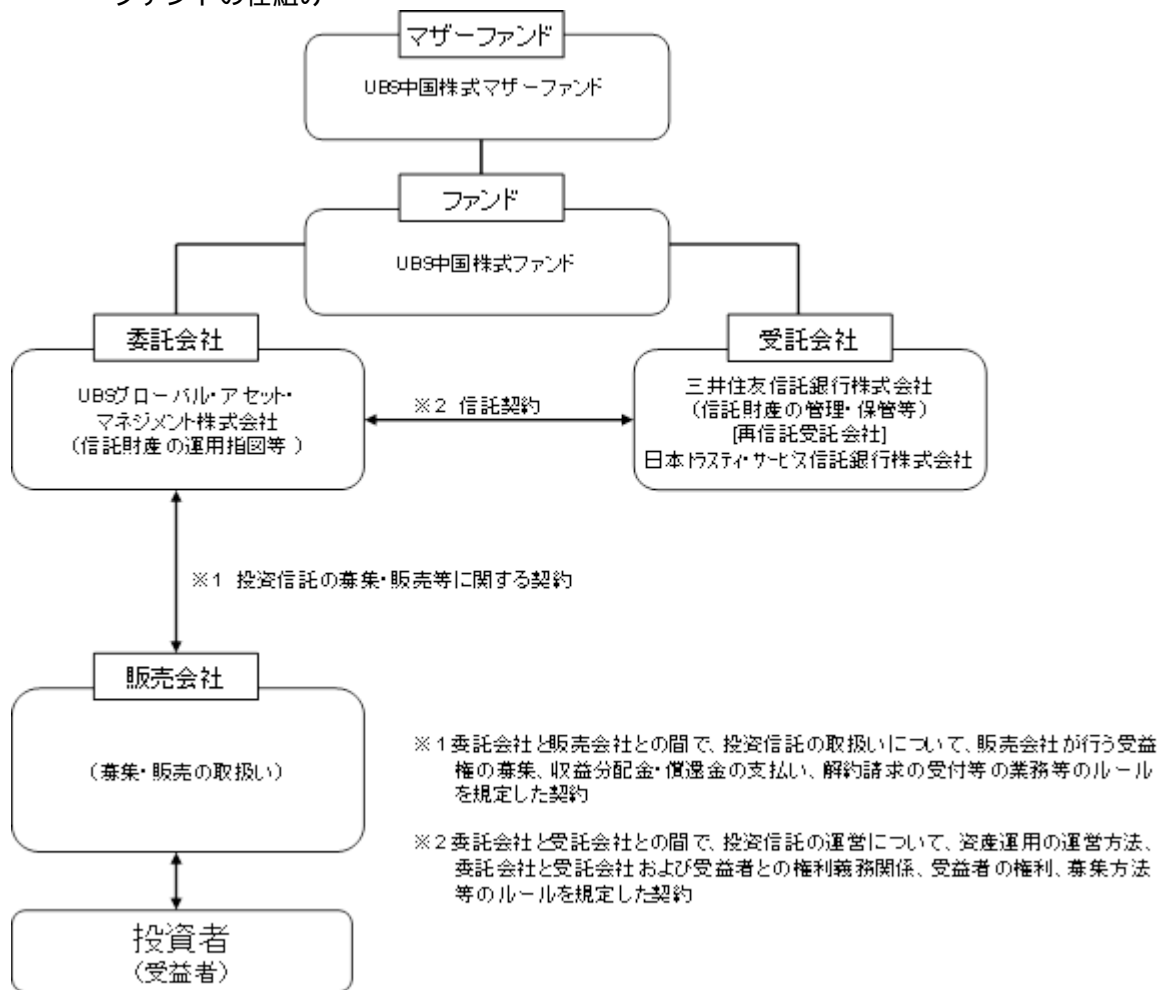 ファンドの仕組み
マザーファンド
UBS中国株式マザーファンド
ファンド
UBS中国株式ファンド
委託会社
UBSグローバル・アセット・
マネジメント株式会社
（信託財産の運用指図等）
※2 信託契約
受託会社
三井住友信託銀行株式会社
（信託財産の管理・保管等）
[再信託受託会社]
日本トラスティ・サービス信託銀行株式会社
※1 投資信託の募集・販売等に関する契約
販売会社
（募集・販売の取扱い）
※1委託会社と販売会社との間で、投資信託の取扱いについて、販売会社が行う受益
権の募集、収益分配金・償還金の支払い、解約請求の受付等の業務等のルール
を規定した契約
※2委託会社と受託会社との間で、投資信託の運営について、資産運用の運営方法、
委託会社と受託会社および受益者との権利義務関係、受益者の権利、募集方法
等のルールを規定した契約
投資者
（受益者）